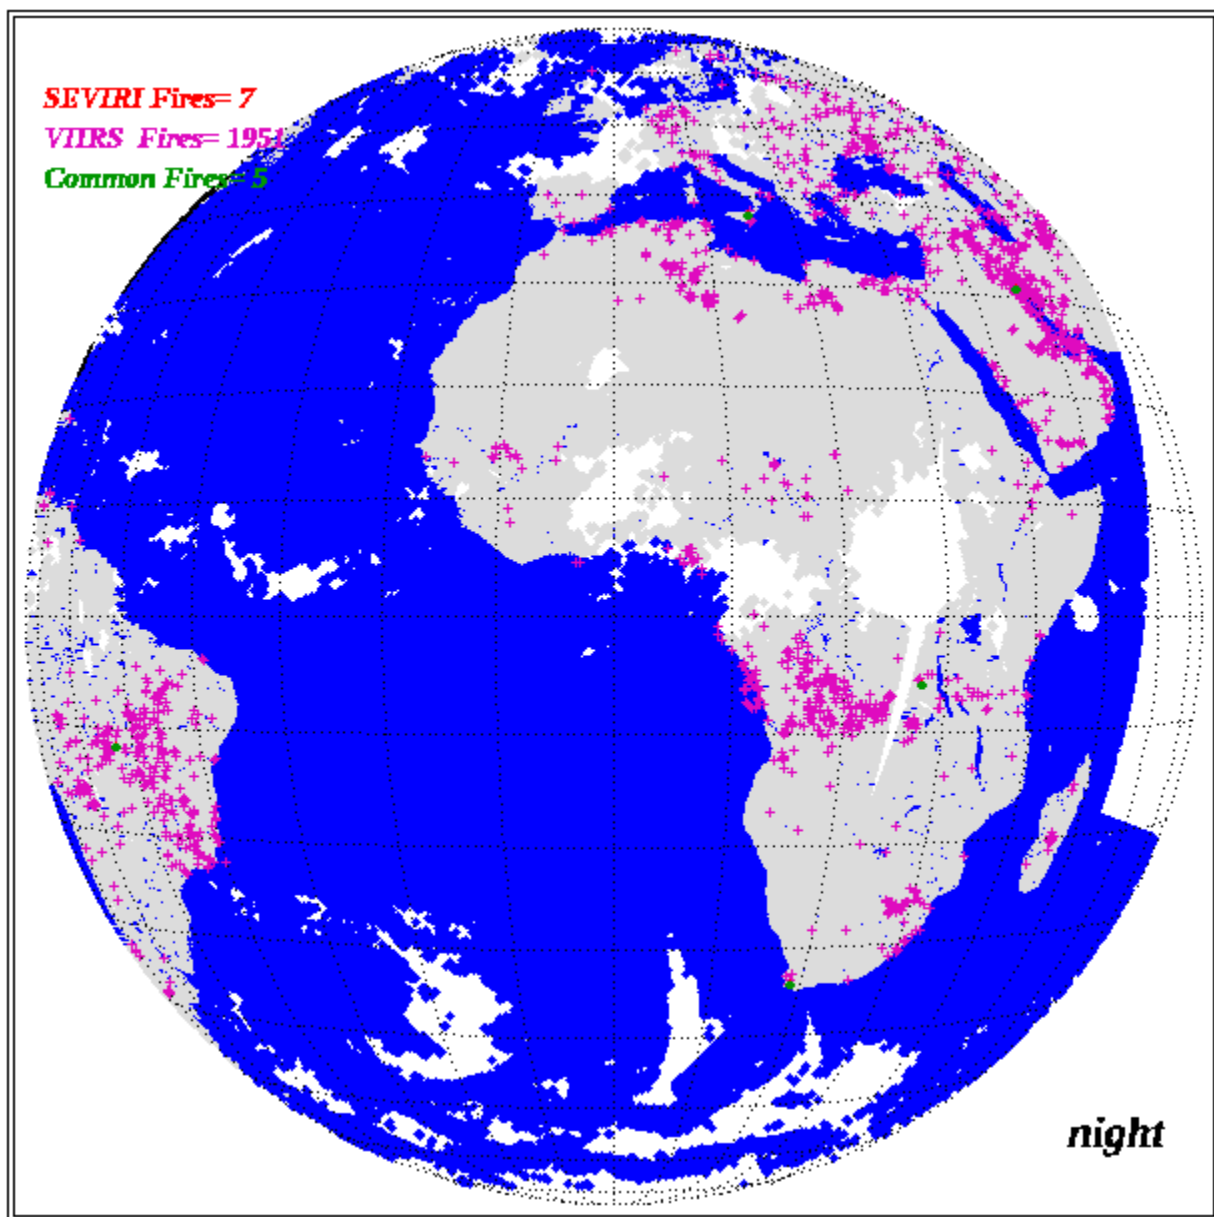 SEVIRI Fires= 7
VIIRS Fires= 1951
Common Fires= 5
night